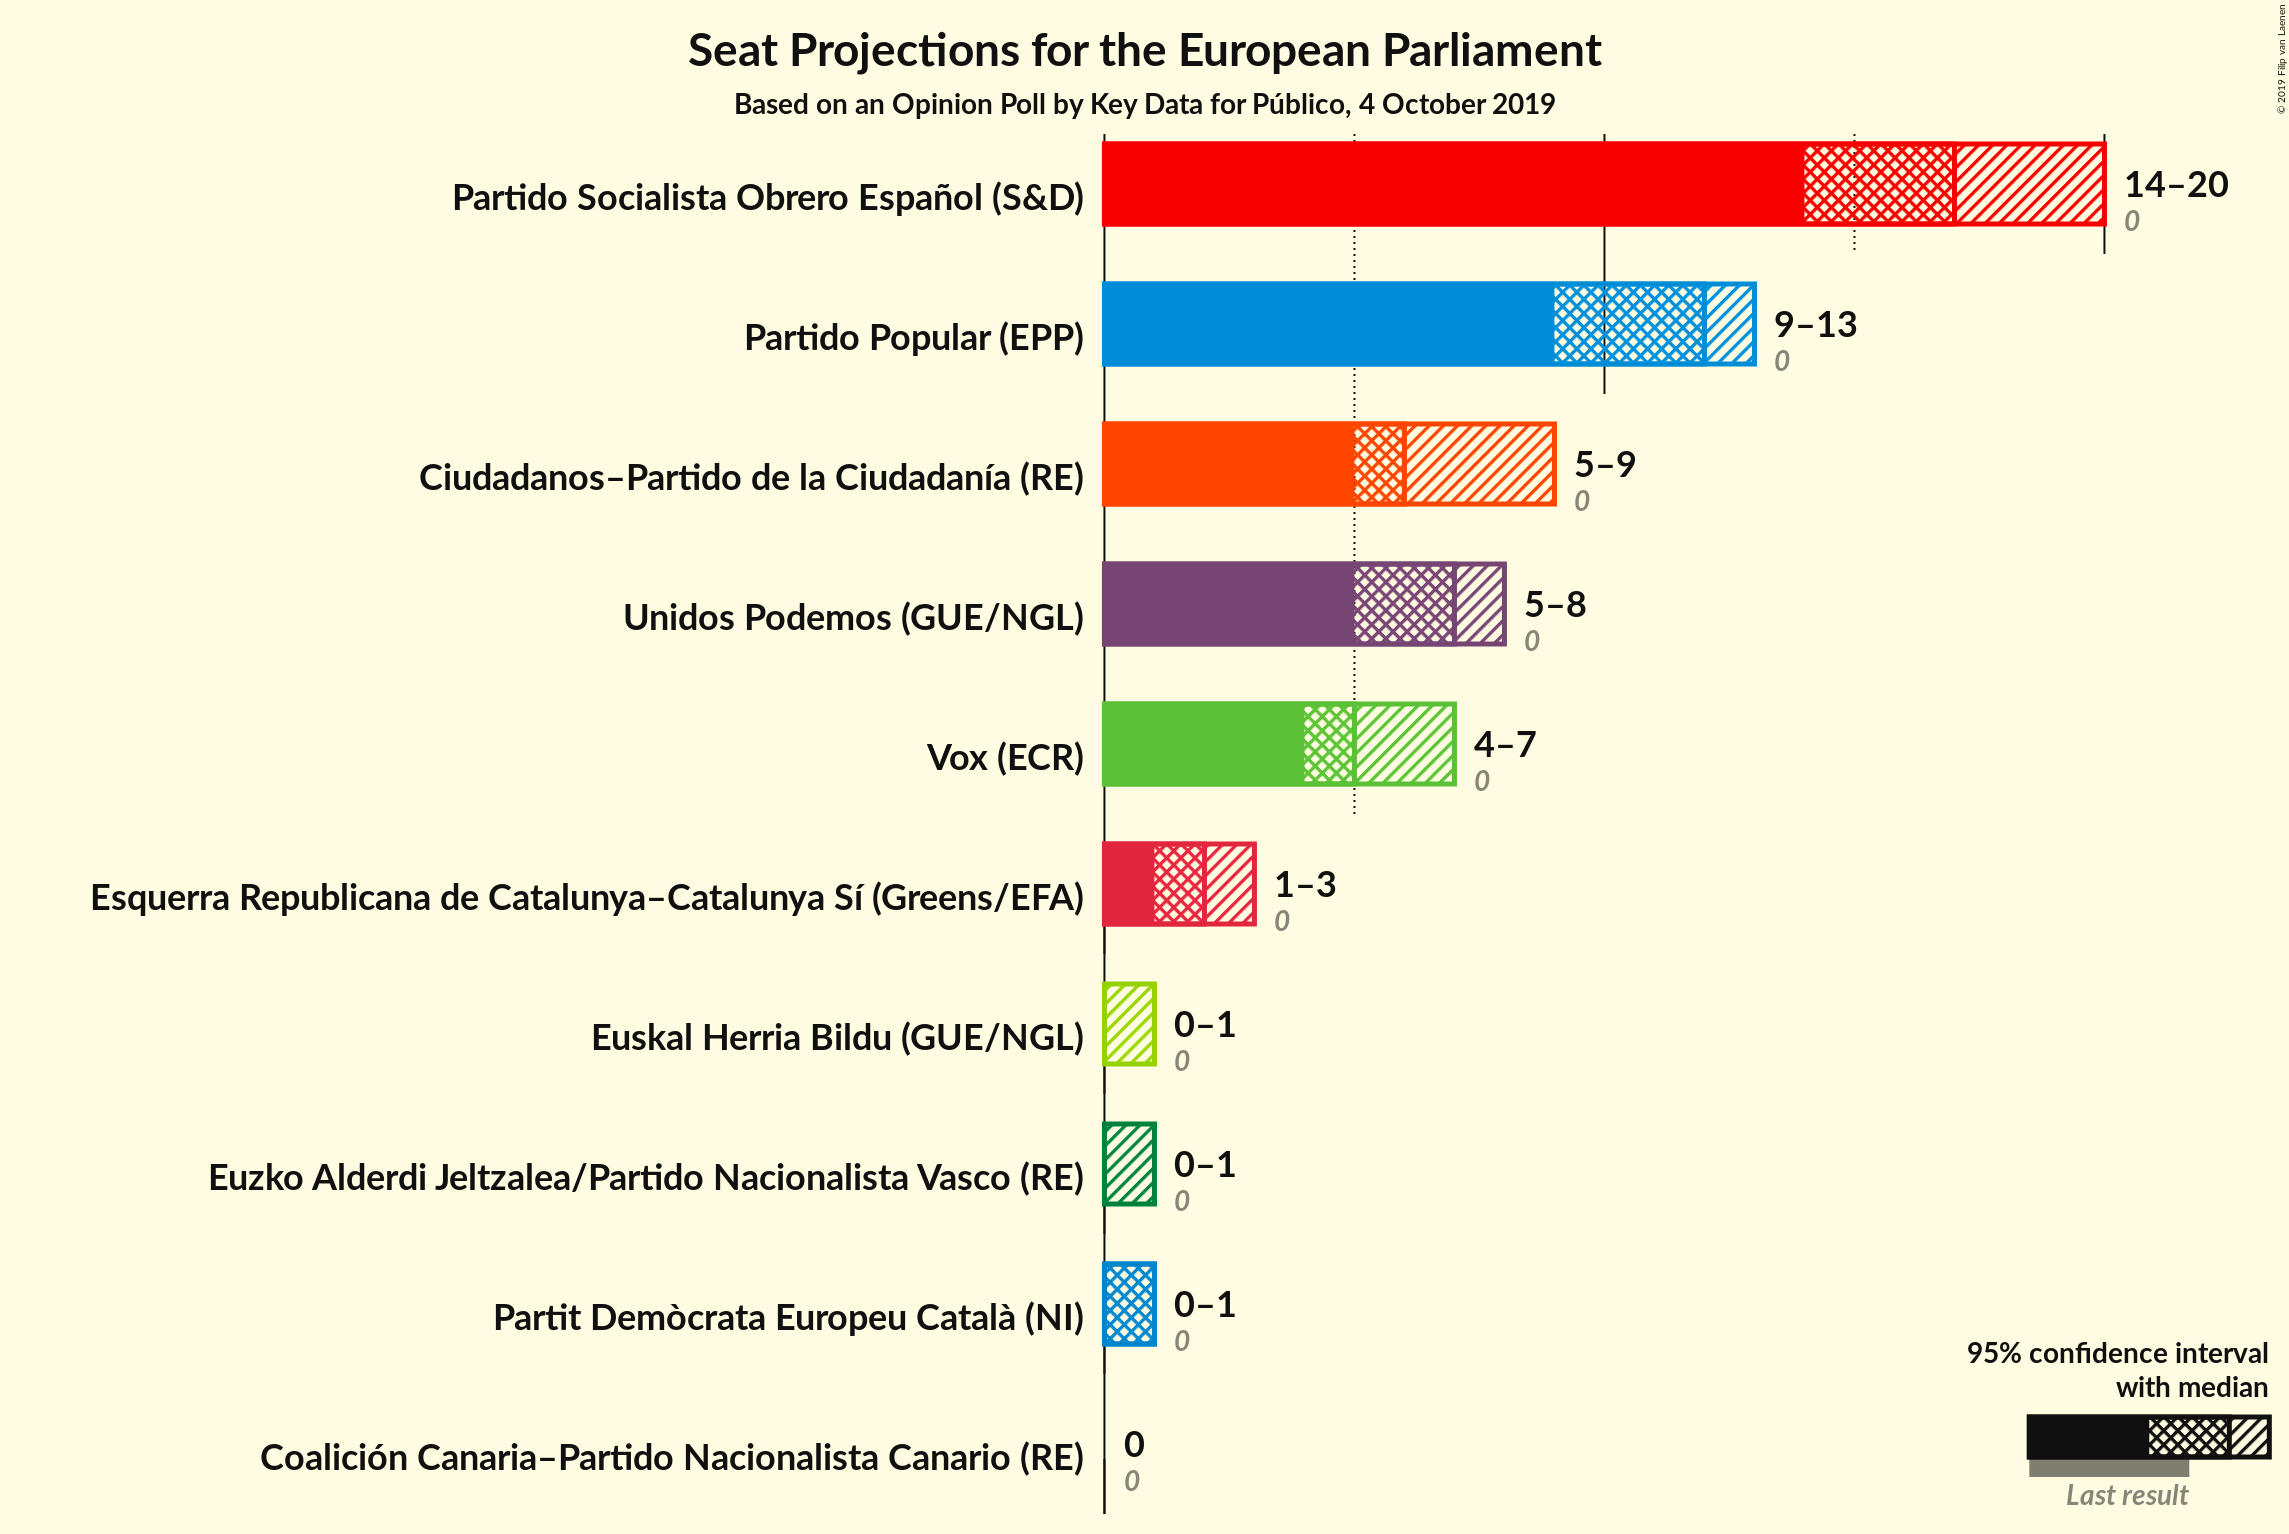 Seat Projections for the European Parliament
Based on an Opinion Poll by Key Data for Público, 4 October 2019
© 2019 Filip van Laenen
Partido Socialista Obrero Español (S&D)
14–20
0
Partido Popular (EPP)
9–13
0
Ciudadanos–Partido de la Ciudadanía (RE)
5–9
0
Unidos Podemos (GUE/NGL)
5–8
0
Vox (ECR)
4–7
0
Esquerra Republicana de Catalunya–Catalunya Sí (Greens/EFA)
1–3
0
Euskal Herria Bildu (GUE/NGL)
0–1
0
Euzko Alderdi Jeltzalea/Partido Nacionalista Vasco (RE)
0–1
0
Partit Demòcrata Europeu Català (NI)
0–1
0
Coalición Canaria–Partido Nacionalista Canario (RE)
0
0
95% confidence interval
with median
Last result